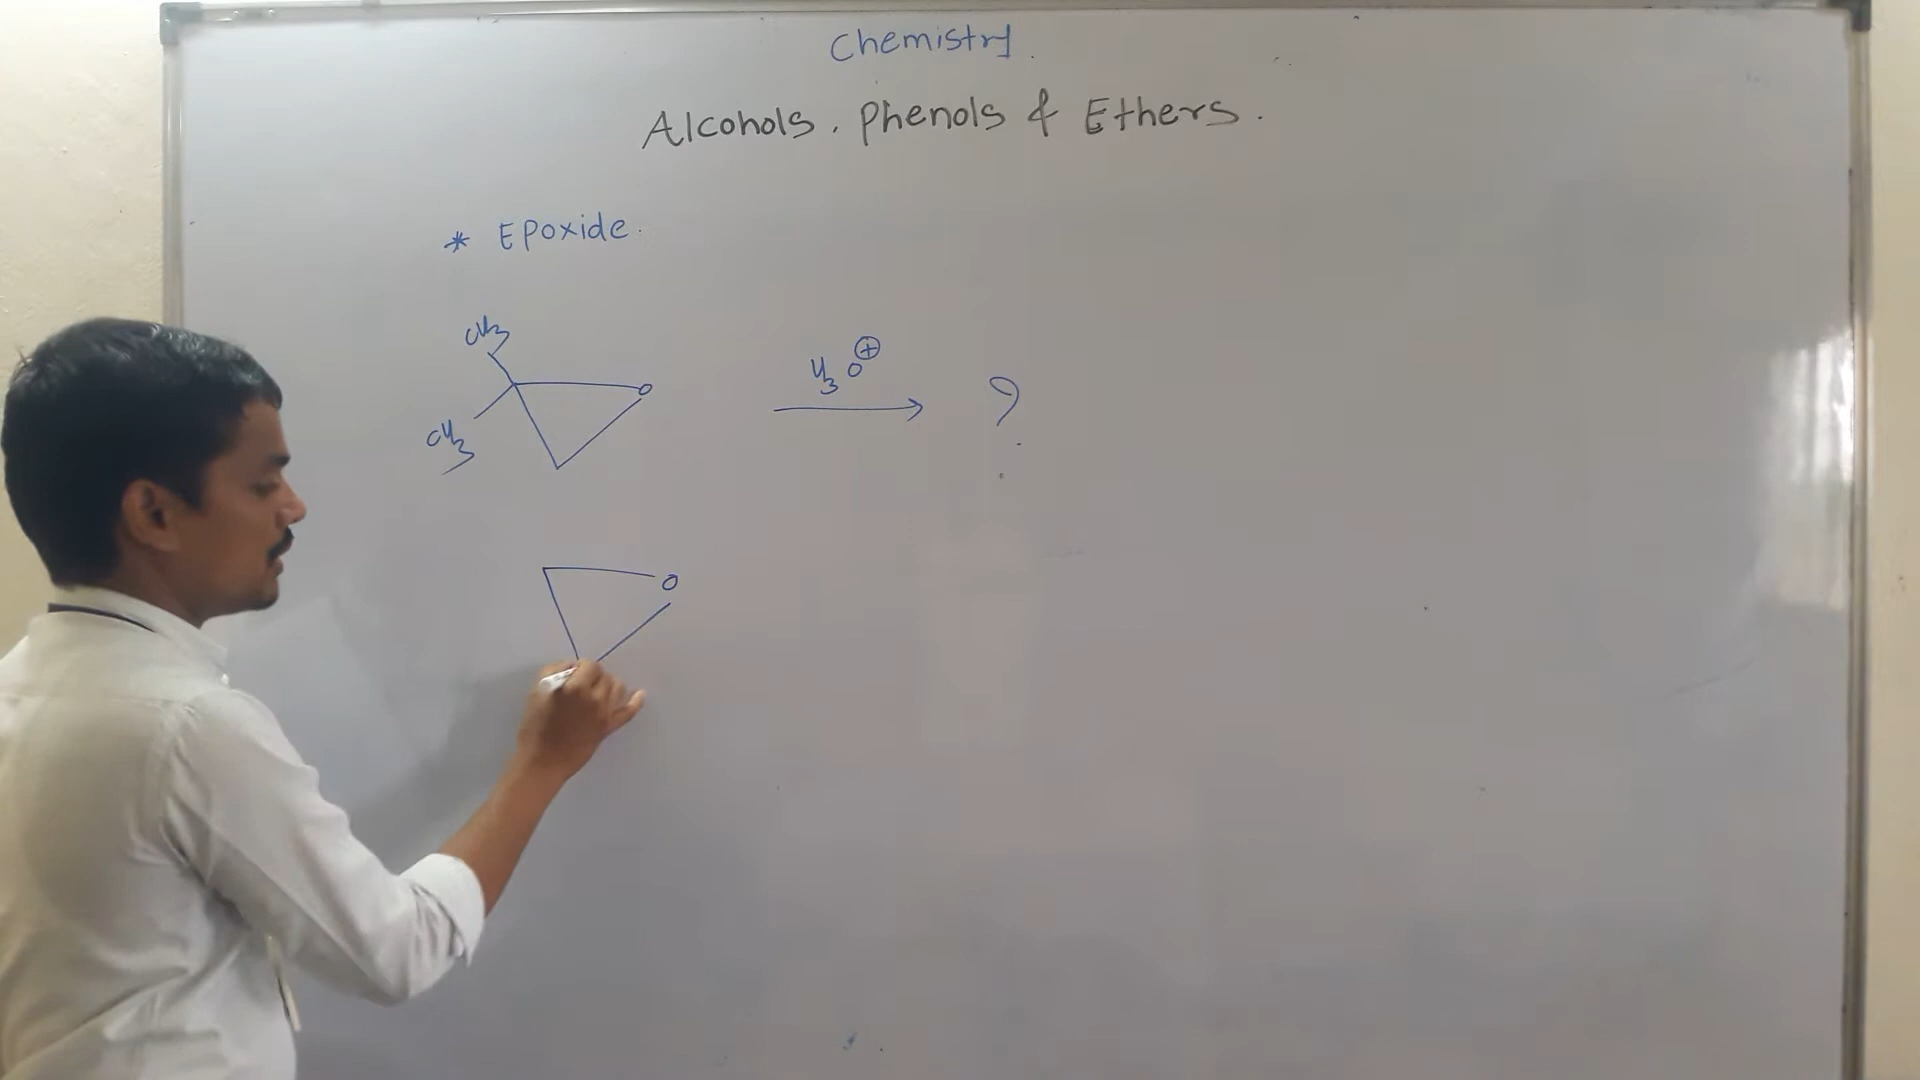 Chemistry.
Alcohols, Phenols & Ethers.
* Epoxide.
CH3
CH3
O
H3O⊕
?
O